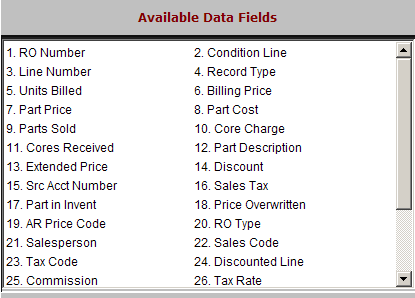 Available Data Fields
1. RO Number 2. Condition Line
3. Line Number 4. Record Type
5. Units Billed 6. Billing Price
7. Part Price 8. Part Cost
9. Parts Sold 10. Core Charge
11. Cores Received 12. Part Description
13. Extended Price 14. Discount
15. Src Acct Number 16. Sales Tax
17. Part in Invent 18. Price Overwritten
19. AR Price Code 20. RO Type
21. Salesperson 22. Sales Code
23. Tax Code 24. Discounted Line
25. Commission 26. Tax Rate